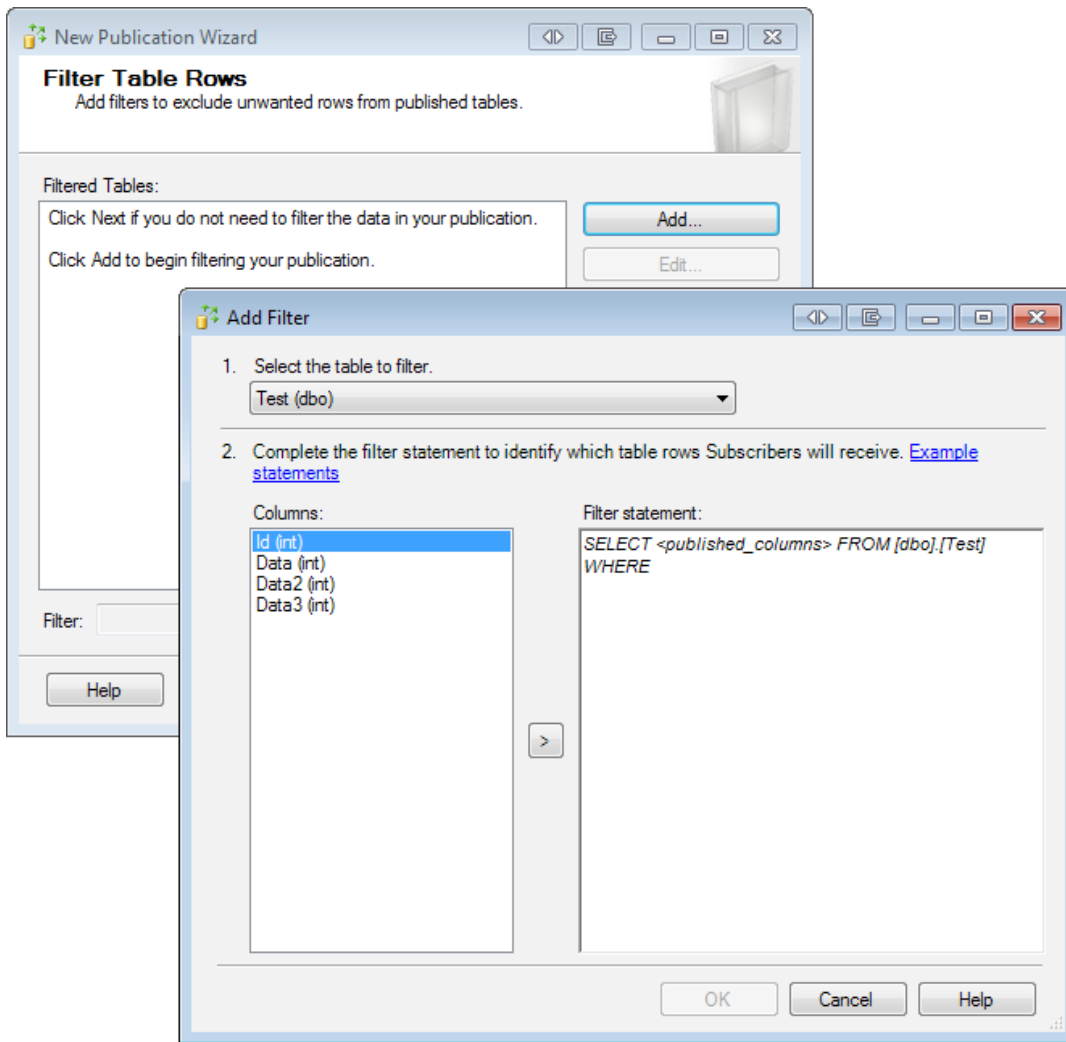 New Publication Wizard
Filter Table Rows
Add filters to exclude unwanted rows from published tables.
Filtered Tables:
Click Next if you do not need to filter the data in your publication.
Click Add to begin filtering your publication.
Add...
Edit...
Filter:
Help
Add Filter
1. Select the table to filter.
Test (dbo)
2. Complete the filter statement to identify which table rows Subscribers will receive. Example
statements
Columns:
Id (int)
Data (int)
Data2 (int)
Data3 (int)
>
Filter statement:
SELECT <published_columns> FROM [dbo].[Test]
WHERE
OK
Cancel
Help